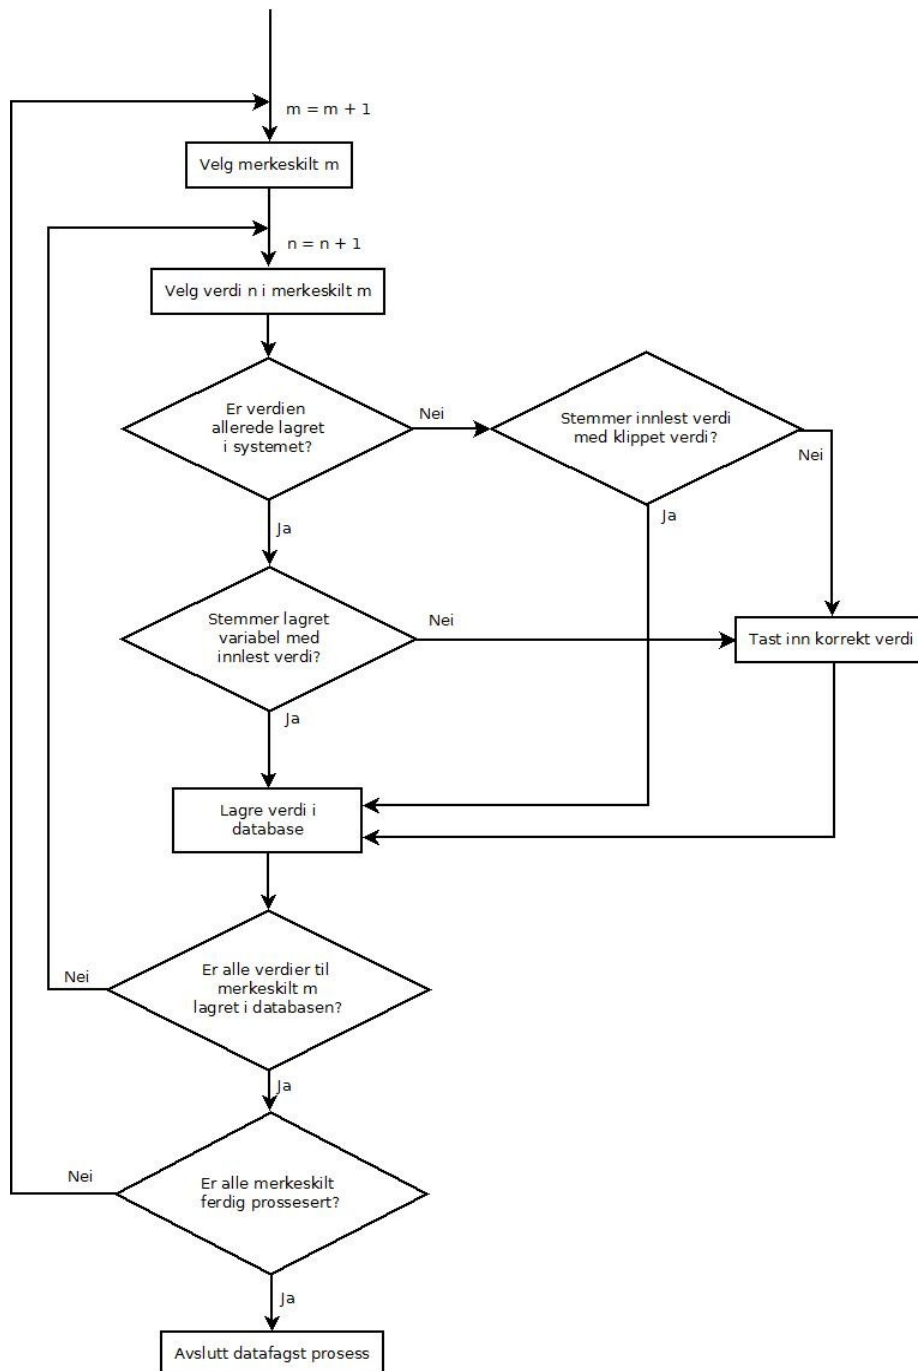 m = m + 1
Velg merkeskilt m
n = n + 1
Velg verdi n i merkeskilt m
Er verdien
allerede lagret
i systemet?
Nei
Stemmer innlest verdi
med klippet verdi?
Nei
Ja
Ja
Stemmer lagret
variabel med
innlest verdi?
Nei
Tast inn korrekt verdi
Ja
Lagre verdi i
database
Er alle verdier til
merkeskilt m
lagret i databasen?
Nei
Ja
Er alle merkeskilt
ferdig prossesert?
Nei
Ja
Avslutt datafagst prosess